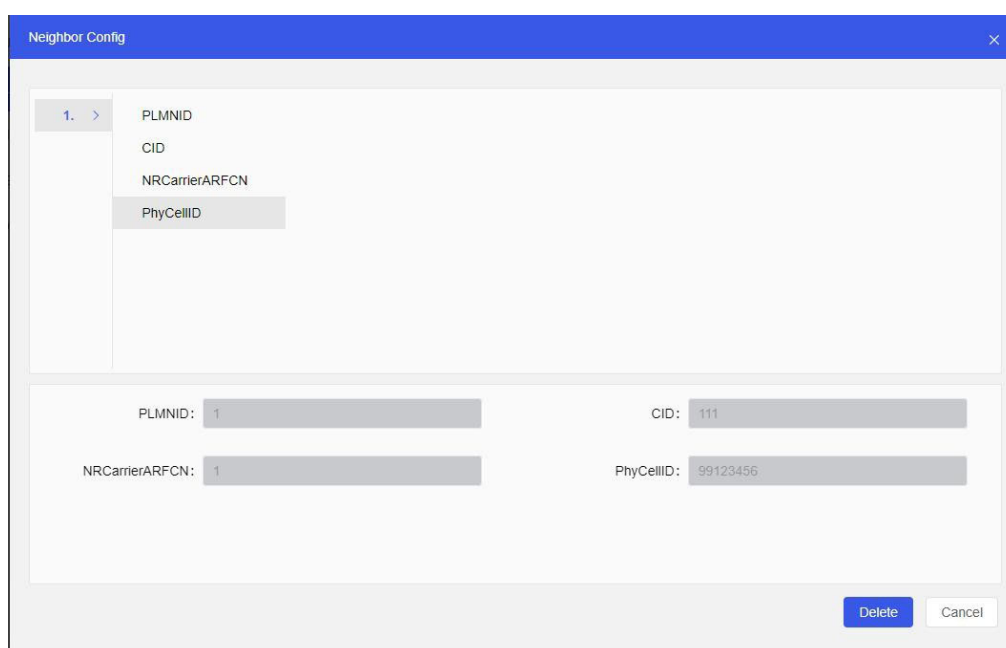 Neighbor Config
1. >
PLMNID
CID
NRCarrierARFCN
PhyCellID
PLMNID: 1
CID: 111
NRCarrierARFCN: 1
PhyCellID: 99123456
Delete
Cancel